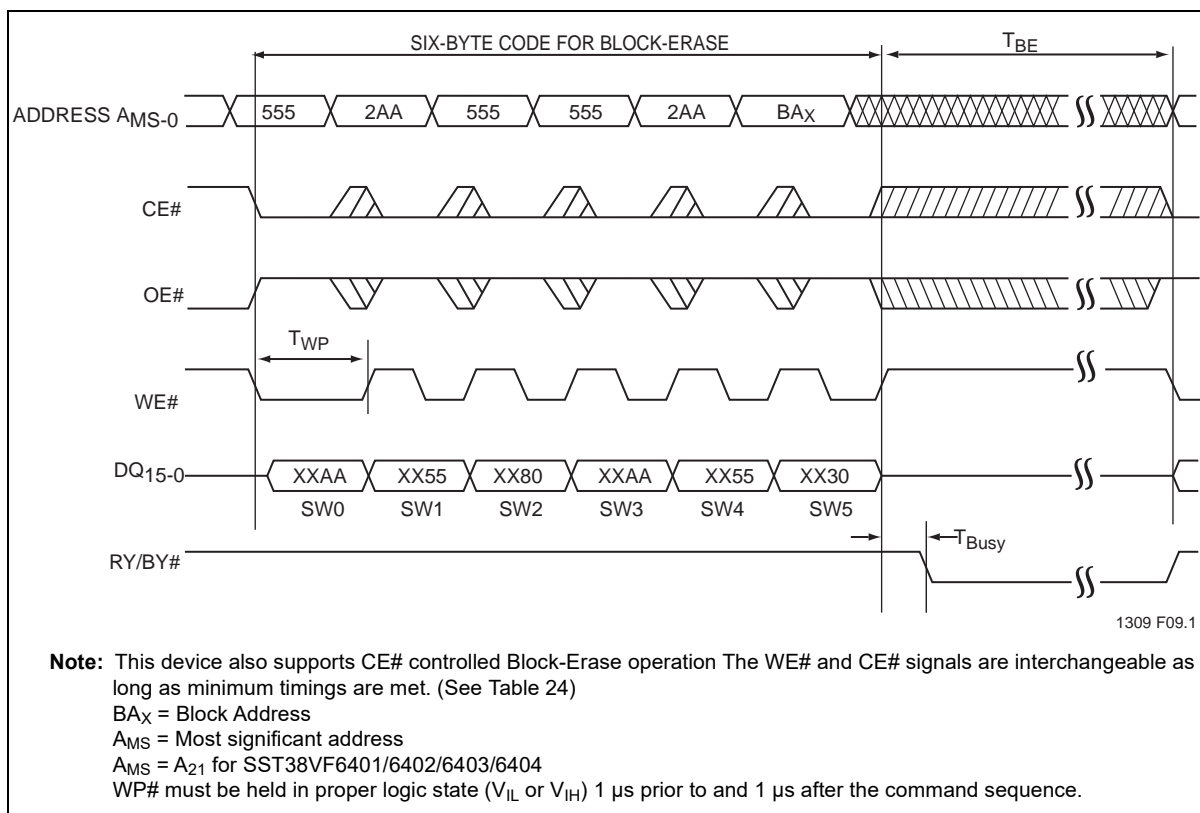 SIX-BYTE CODE FOR BLOCK-ERASE
TBE
ADDRESS AMS-0
555 2AA 555 555 2AA BAX
CE#
OE#
TWP
WE#
DQ15-0
XXAA XX55 XX80 XXAA XX55 XX30
SW0 SW1 SW2 SW3 SW4 SW5
TBusy
RY/BY#
1309 F09.1
Note: This device also supports CE# controlled Block-Erase operation The WE# and CE# signals are interchangeable as
long as minimum timings are met. (See Table 24)
BAX = Block Address
AMS = Most significant address
AMS = A21 for SST38VF6401/6402/6403/6404
WP# must be held in proper logic state (VIL or VIH) 1 µs prior to and 1 µs after the command sequence.